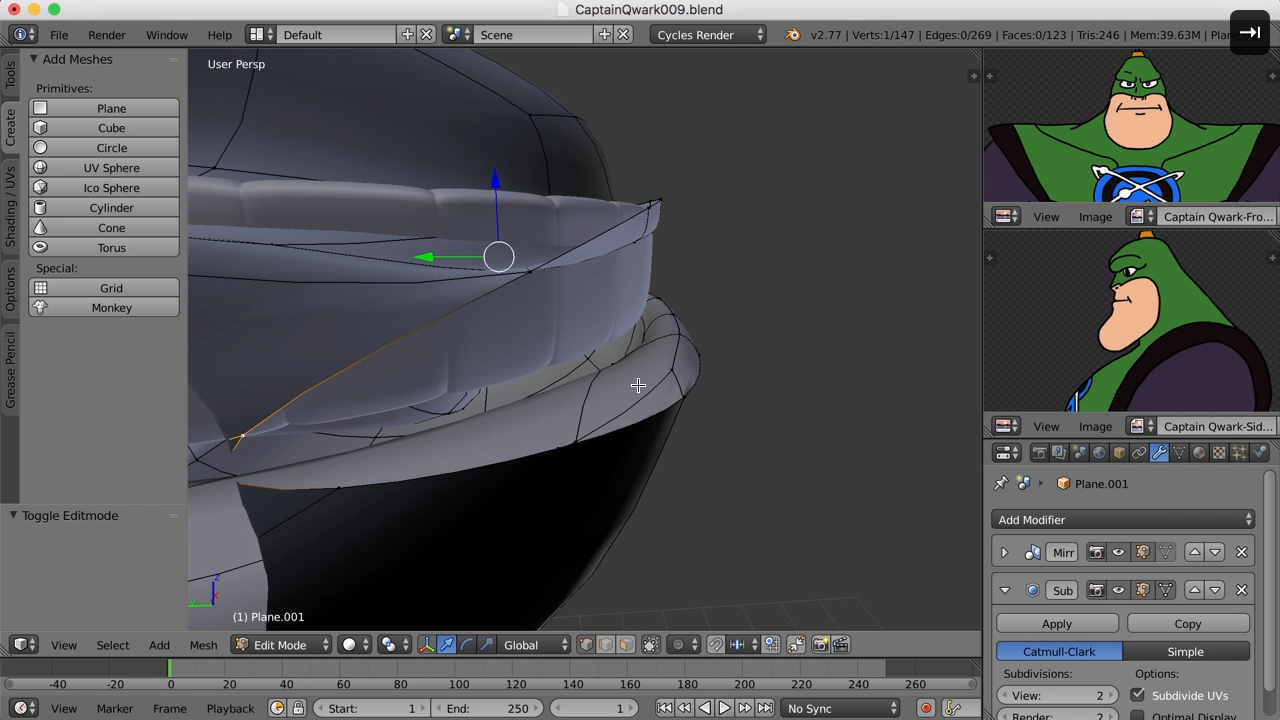 CaptainQwark009.blend
File Render Window Help Default Scene Cycles Render v2.77 | Verts:1/147 | Edges:0/269 | Faces:0/123 | Tris:246 | Mem:39.63M | Plan
Tools
Create
Shading / UVs
Options
Grease Pencil
Add Meshes
Primitives:
Plane
Cube
Circle
UV Sphere
Ico Sphere
Cylinder
Cone
Torus
Special:
Grid
Monkey
Toggle Editmode
User Persp
(1) Plane.001
View Select Add Mesh Edit Mode Global
-40 -20 0 20 40 60 80 100 120 140 160 180 200 220 240 260
View Marker Frame Playback Start: 1 End: 250 1 No Sync
View Image Captain Qwark-Fro...
View Image Captain Qwark-Sid...
Plane.001
Add Modifier
Mirr
Sub
Apply Copy
Catmull-Clark Simple
Subdivisions: Options:
View: 2 Subdivide UVs
Render: 2 Optimal Display